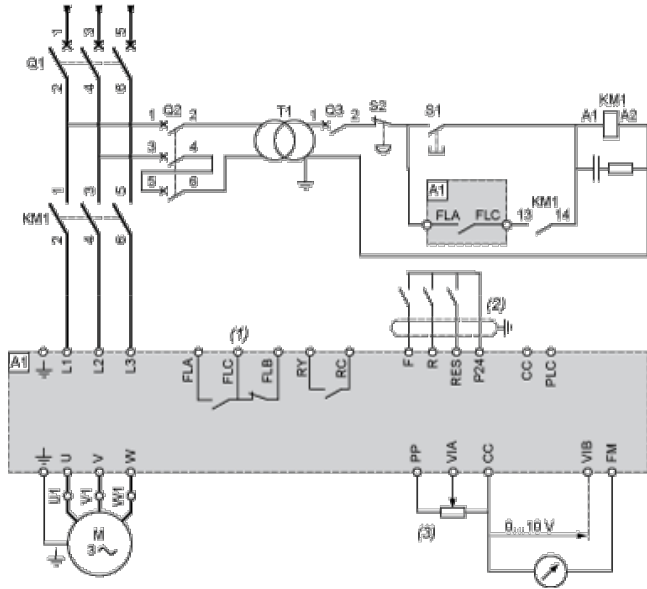 1 3 5
Q1
2 4 6
1 Q2 2
3 4
5 6
T1
1 Q3 2
S2
S1
A1 KM1 A2
A1
FLA FLC
13 KM1 14
1 3 5
KM1
2 4 6
(1)
(2)
A1
L1 L2 L3
FLA FLC FLB RY RC
F R RES P24 CC PLC
U V W
PP VIA CC VIB FM
U1 V1 W1
M
3
(3)
0...10 V